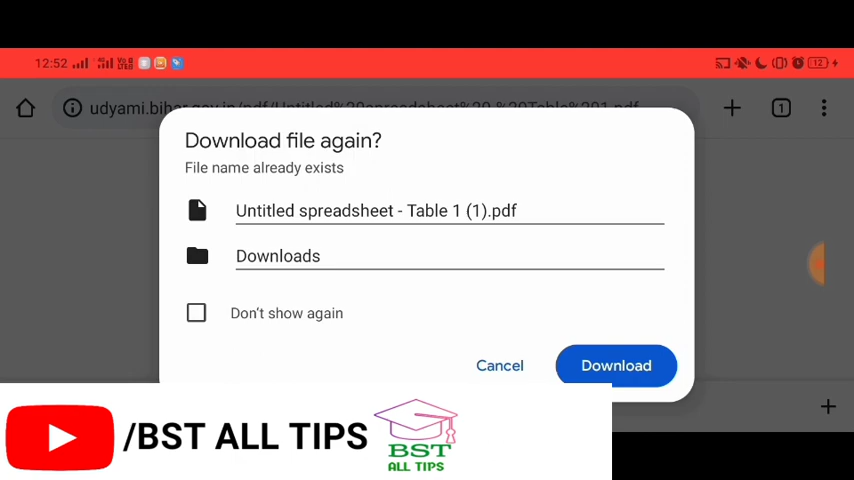 12:52
12
udyami.bihar.gov.in/pdf/Untitled%20spreadsheet%20-%20Table%201.pdf
1
Download file again?
File name already exists
Untitled spreadsheet - Table 1 (1).pdf
Downloads
Don't show again
Cancel
Download
/BST ALL TIPS
BST
ALL TIPS